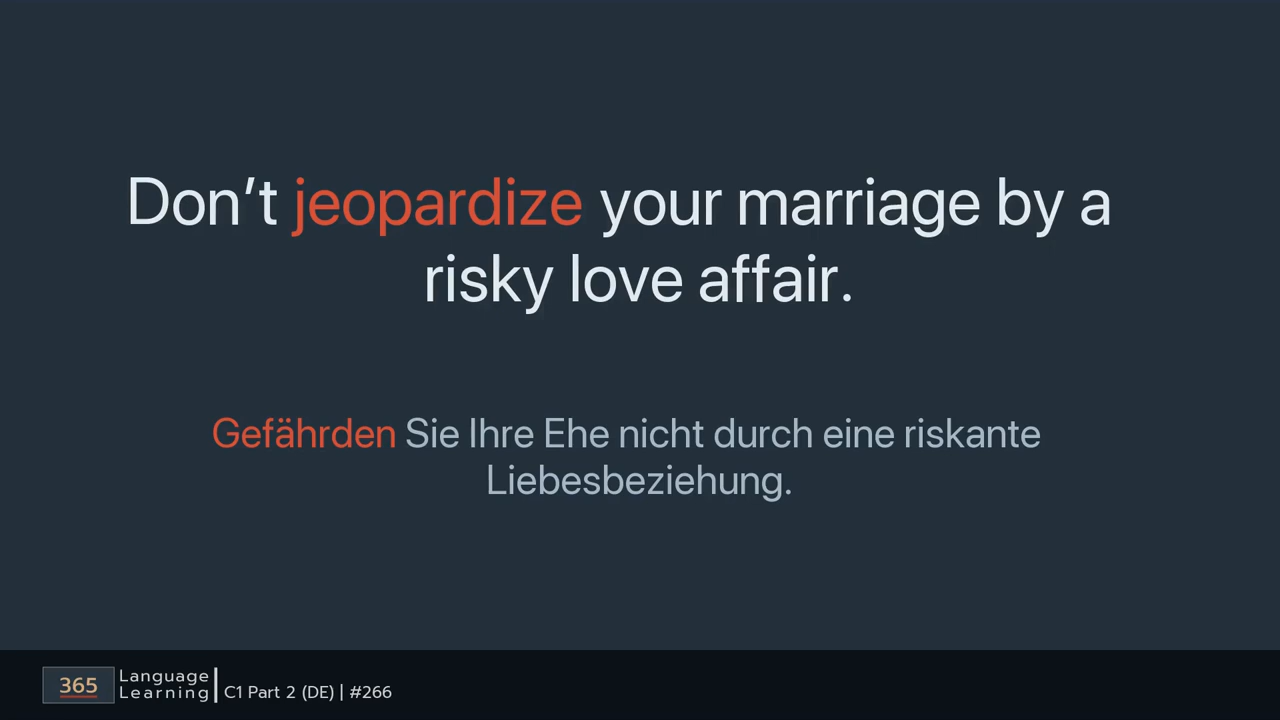 Don’t jeopardize your marriage by a
risky love affair.
Gefährden Sie Ihre Ehe nicht durch eine riskante
Liebesbeziehung.
365
Language
Learning
C1 Part 2 (DE) | #266